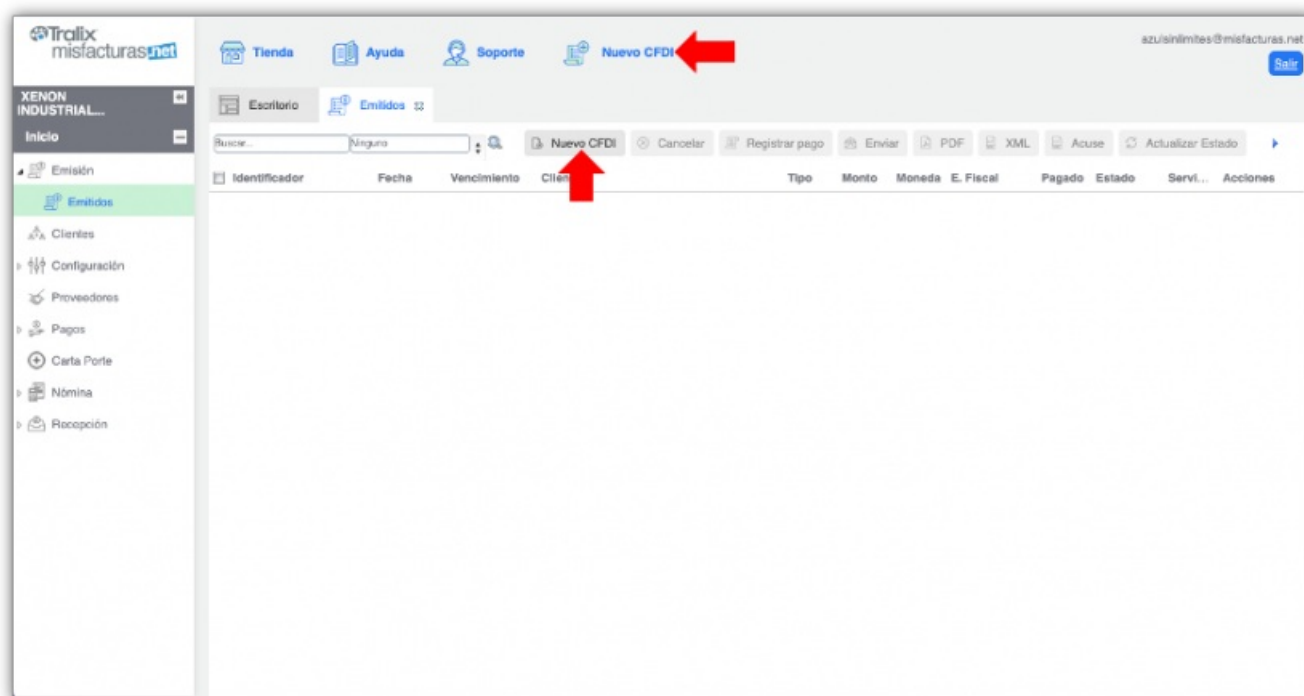 Tralix
misfacturas.net
Tienda
Ayuda
Soporte
Nuevo CFDI
azulsinlimites@misfacturas.net
Salir
XENON
INDUSTRIAL...
Inicio
Escritorio
Emitidos
Buscar...
Ninguno
Nuevo CFDI
Cancelar
Registrar pago
Enviar
PDF
XML
Acuse
Actualizar Estado
Identificador
Fecha
Vencimiento
Tipo
Monto
Moneda
E. Fiscal
Pagado
Estado
Servi...
Acciones
Emisión
Emitidos
Clientes
Configuración
Proveedores
Pagos
Carta Porte
Nómina
Recepción